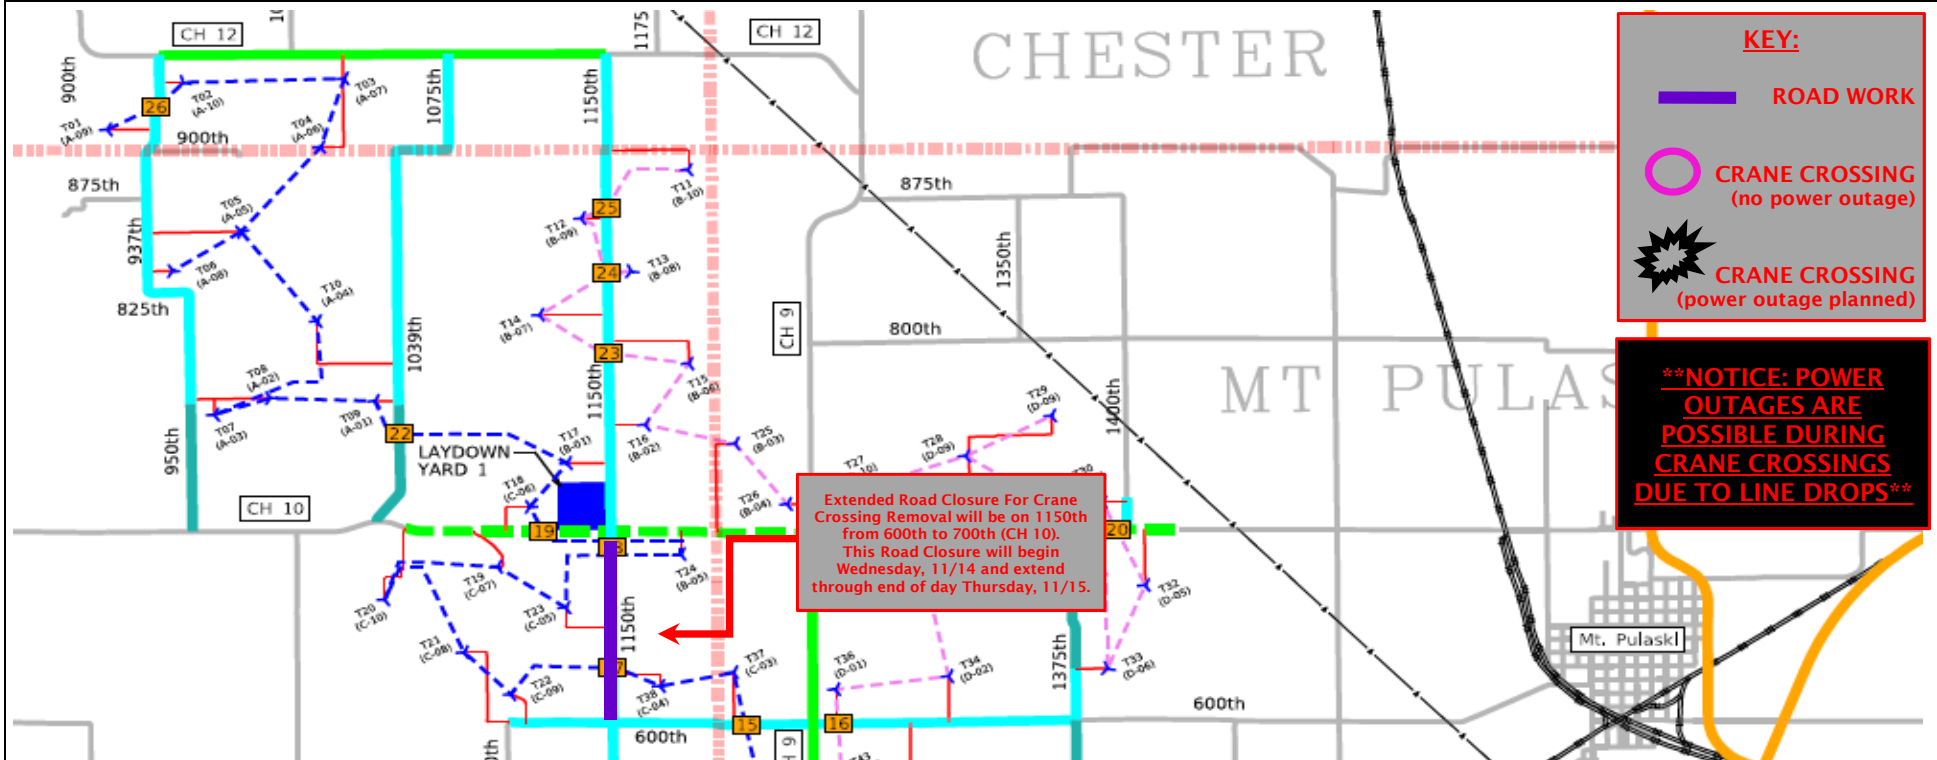 CH 12
10
1175
CH 12
CHESTER
KEY:
ROAD WORK
CRANE CROSSING
(no power outage)
CRANE CROSSING
(power outage planned)
**NOTICE: POWER
OUTAGES ARE
POSSIBLE DURING
CRANE CROSSINGS
DUE TO LINE DROPS**
900th
T01
(A-09)
26
T02
(A-10)
T03
(A-07)
T04
(A-06)
900th
1075th
1150th
875th
T05
(A-05)
937th
T06
(A-08)
825th
T10
(A-04)
1039th
T11
(B-10)
25
T12
(B-09)
24
T13
(B-08)
T14
(B-07)
23
T15
(B-06)
1150th
875th
1350th
CH 9
800th
MT PULAS
1400th
T08
(A-02)
T07
(A-03)
T09
(A-01)
22
950th
LAYDOWN
YARD 1
T17
(B-01)
T16
(B-02)
T25
(B-03)
T26
(B-04)
T27
10)
T28
(D-09)
T29
(D-09)
T30
CH 10
T18
(C-06)
19
20
Extended Road Closure For Crane
Crossing Removal will be on 1150th
from 600th to 700th (CH 10).
This Road Closure will begin
Wednesday, 11/14 and extend
through end of day Thursday, 11/15.
T19
(C-07)
T20
(C-10)
T21
(C-08)
T22
(C-09)
T23
(C-05)
T24
(B-05)
1150th
T38
(C-04)
T37
(C-03)
T36
(D-01)
T34
(D-02)
1375th
T32
(D-05)
T33
(D-06)
15
16
600th
600th
Mt. Pulaski
0th
H 9
T43